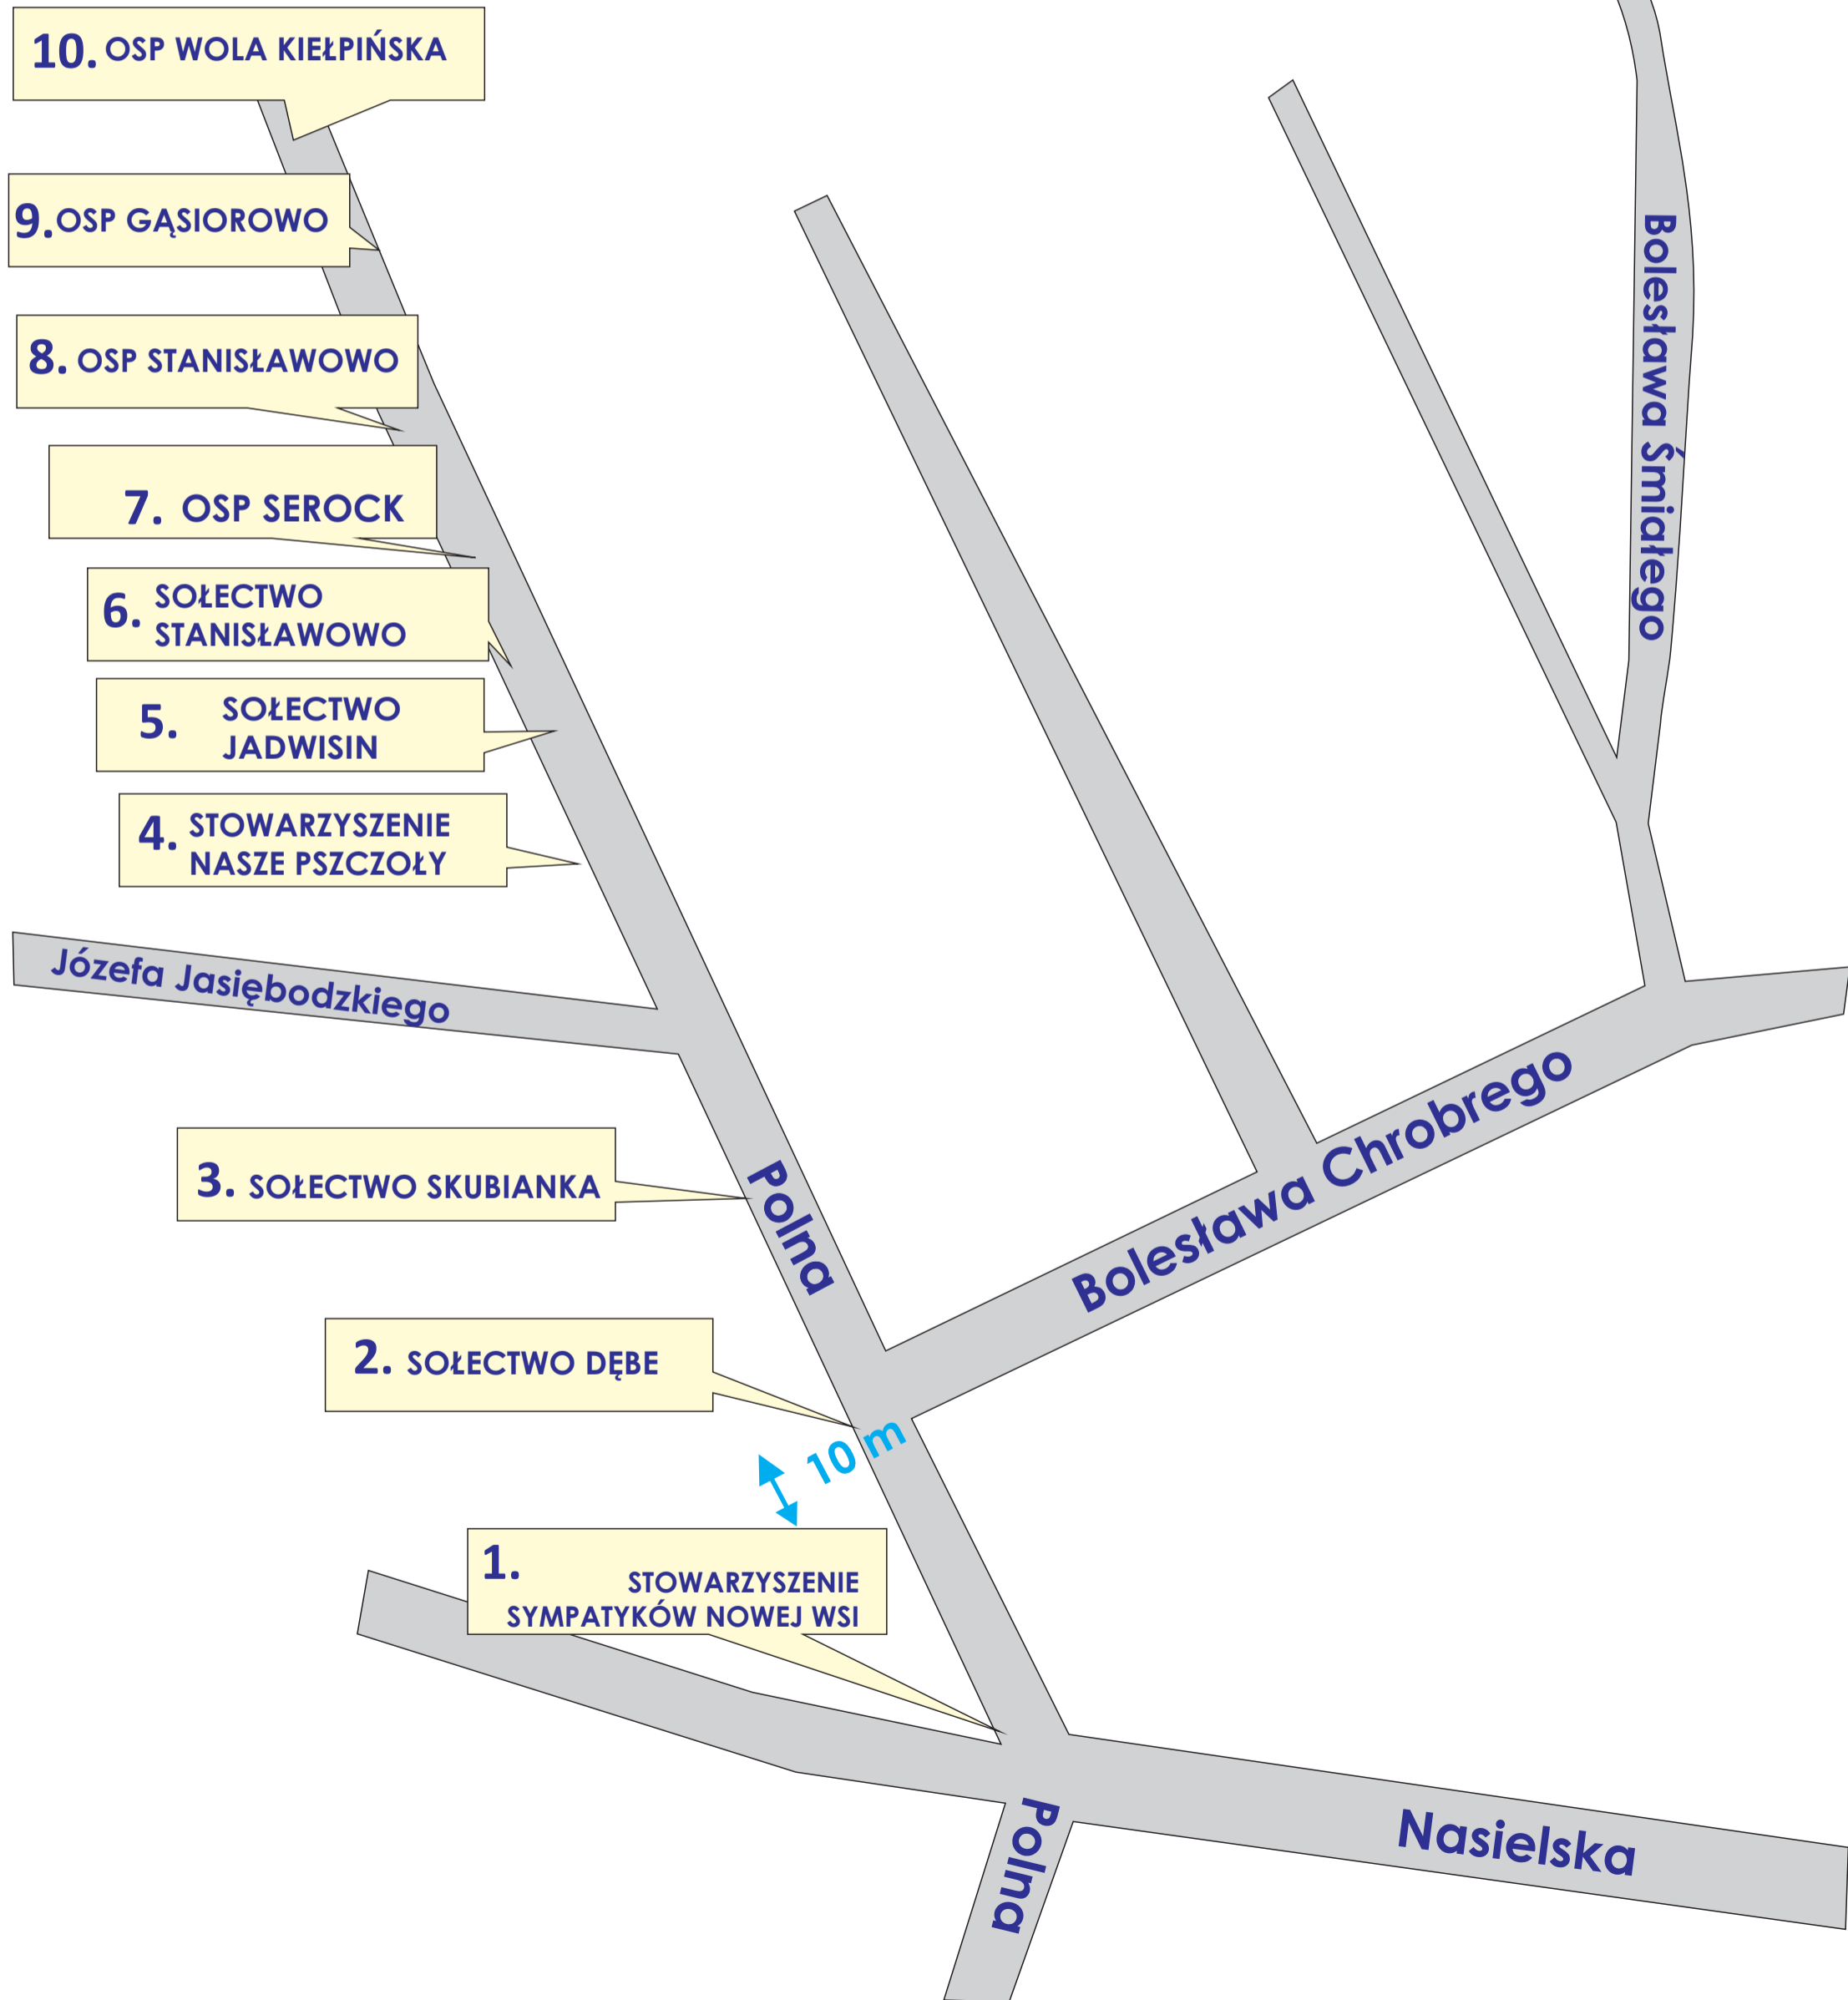 10. OSP WOLA KIEŁPIŃSKA
9. OSP GĄSIOROWO
8. OSP STANISŁAWOWO
7. OSP SEROCK
6. SOŁECTWO
STANISŁAWOWO
5. SOŁECTWO
JADWISIN
4. STOWARZYSZENIE
NASZE PSZCZOŁY
Bolesława Śmiałego
Józefa Jasiębodzkiego
3. SOŁECTWO SKUBIANKA
Polna
Bolesława Chrobrego
2. SOŁECTWO DĘBE
10 m
1. STOWARZYSZENIE
SYMPATYKÓW NOWEJ WSI
Polna
Nasielska